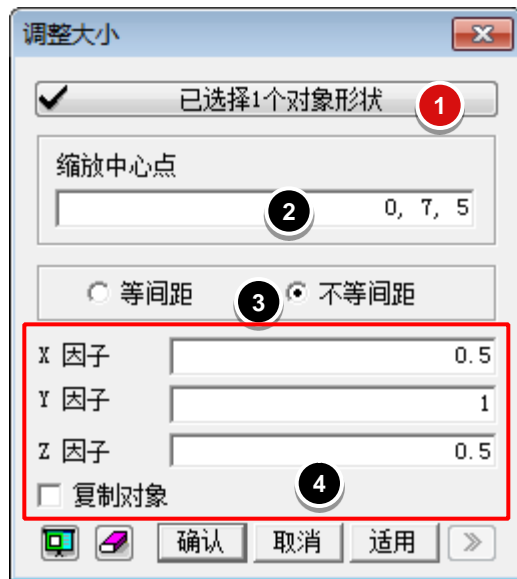 调整大小
已选择1个对象形状 1
缩放中心点
2 0, 7, 5
等间距 3 不等间距
X 因子 0.5
Y 因子 1
Z 因子 0.5
复制对象 4
确认 取消 适用